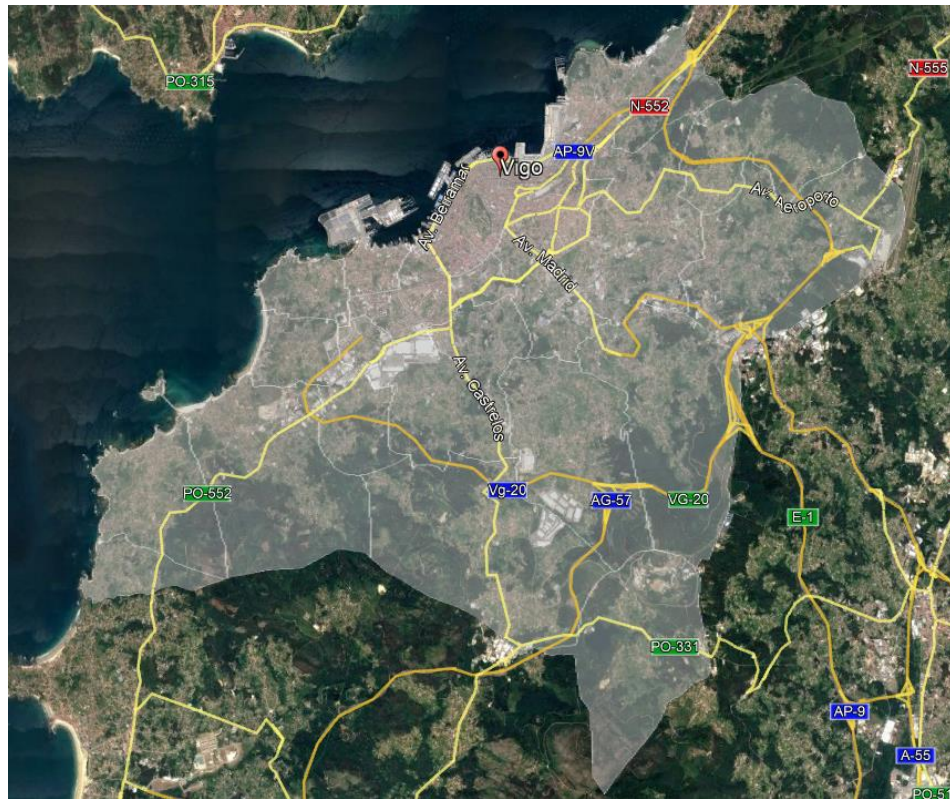 PO-315
N-555
N-552
AP-9V
Vigo
Av. Aeroporto
Av. Beiramar
Av. Madrid
Av. Castrelos
PO-552
Vg-20
AG-57
VG-20
E-1
PO-331
AP-9
A-55